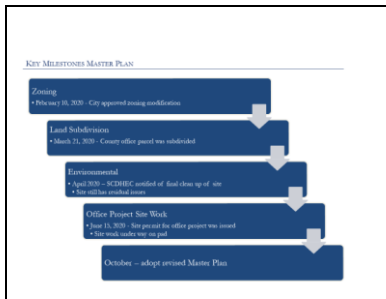 KEY MILESTONES MASTER PLAN
Zoning
• February 10, 2020 - City approved zoning modification
Land Subdivision
• March 21, 2020 - County office parcel was subdivided
Environmental
• April 2020 – SCDHEC notified of final clean up of site
• Site still has residual issues
Office Project Site Work
• June 15, 2020 - Site permit for office project was issued
• Site work under way on pad
October – adopt revised Master Plan